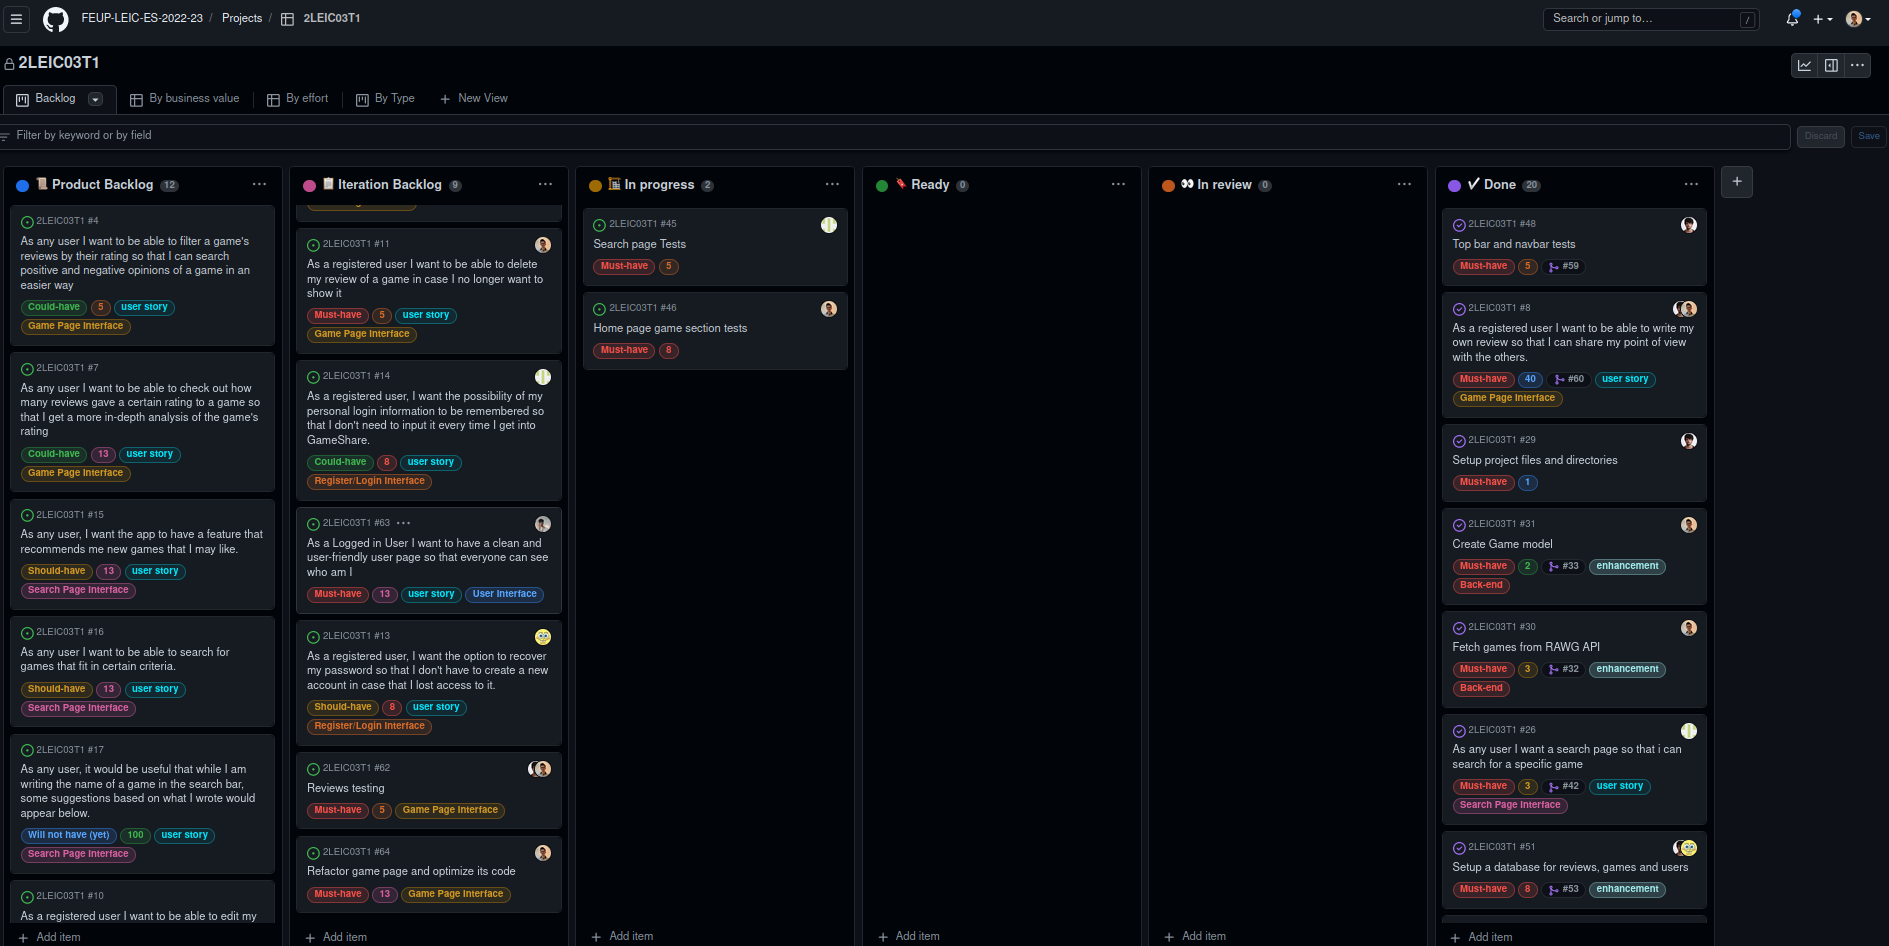 FEUP-LEIC-ES-2022-23 / Projects / 2LEIC03T1
Search or jump to... /
2LEIC03T1
Backlog
By business value
By effort
By Type
New View
Filter by keyword or by field
Discard
Save
Product Backlog 12
2LEIC03T1 #4
As any user I want to be able to filter a game's
reviews by their rating so that I can search
positive and negative opinions of a game in an
easier way
Could-have 5 user story
Game Page Interface
2LEIC03T1 #7
As any user I want to be able to check out how
many reviews gave a certain rating to a game so
that I get a more in-depth analysis of the game's
rating
Could-have 13 user story
Game Page Interface
2LEIC03T1 #15
As any user, I want the app to have a feature that
recommends me new games that I may like.
Should-have 13 user story
Search Page Interface
2LEIC03T1 #16
As any user I want to be able to search for
games that fit in certain criteria.
Should-have 13 user story
Search Page Interface
2LEIC03T1 #17
As any user, it would be useful that while I am
writing the name of a game in the search bar,
some suggestions based on what I wrote would
appear below.
Will not have (yet) 100 user story
Search Page Interface
2LEIC03T1 #10
As a registered user I want to be able to edit my
Add item
Iteration Backlog 9
2LEIC03T1 #11
As a registered user I want to be able to delete
my review of a game in case I no longer want to
show it
Must-have 5 user story
Game Page Interface
2LEIC03T1 #14
As a registered user, I want the possibility of my
personal login information to be remembered so
that I don't need to input it every time I get into
GameShare.
Could-have 8 user story
Register/Login Interface
2LEIC03T1 #63
As a Logged in User I want to have a clean and
user-friendly user page so that everyone can see
who am I
Must-have 13 user story User Interface
2LEIC03T1 #13
As a registered user, I want the option to recover
my password so that I don't have to create a new
account in case that I lost access to it.
Should-have 8 user story
Register/Login Interface
2LEIC03T1 #62
Reviews testing
Must-have 5 Game Page Interface
2LEIC03T1 #64
Refactor game page and optimize its code
Must-have 13 Game Page Interface
Add item
In progress 2
2LEIC03T1 #45
Search page Tests
Must-have 5
2LEIC03T1 #46
Home page game section tests
Must-have 8
Add item
Ready 0
Add item
In review 0
Add item
Done 20
2LEIC03T1 #48
Top bar and navbar tests
Must-have 5 #59
2LEIC03T1 #8
As a registered user I want to be able to write my
own review so that I can share my point of view
with the others.
Must-have 40 #60 user story
Game Page Interface
2LEIC03T1 #29
Setup project files and directories
Must-have 1
2LEIC03T1 #31
Create Game model
Must-have 2 #33 enhancement
Back-end
2LEIC03T1 #30
Fetch games from RAWG API
Must-have 3 #32 enhancement
Back-end
2LEIC03T1 #26
As any user I want a search page so that i can
search for a specific game
Must-have 3 #42 user story
Search Page Interface
2LEIC03T1 #51
Setup a database for reviews, games and users
Must-have 8 #53 enhancement
Add item